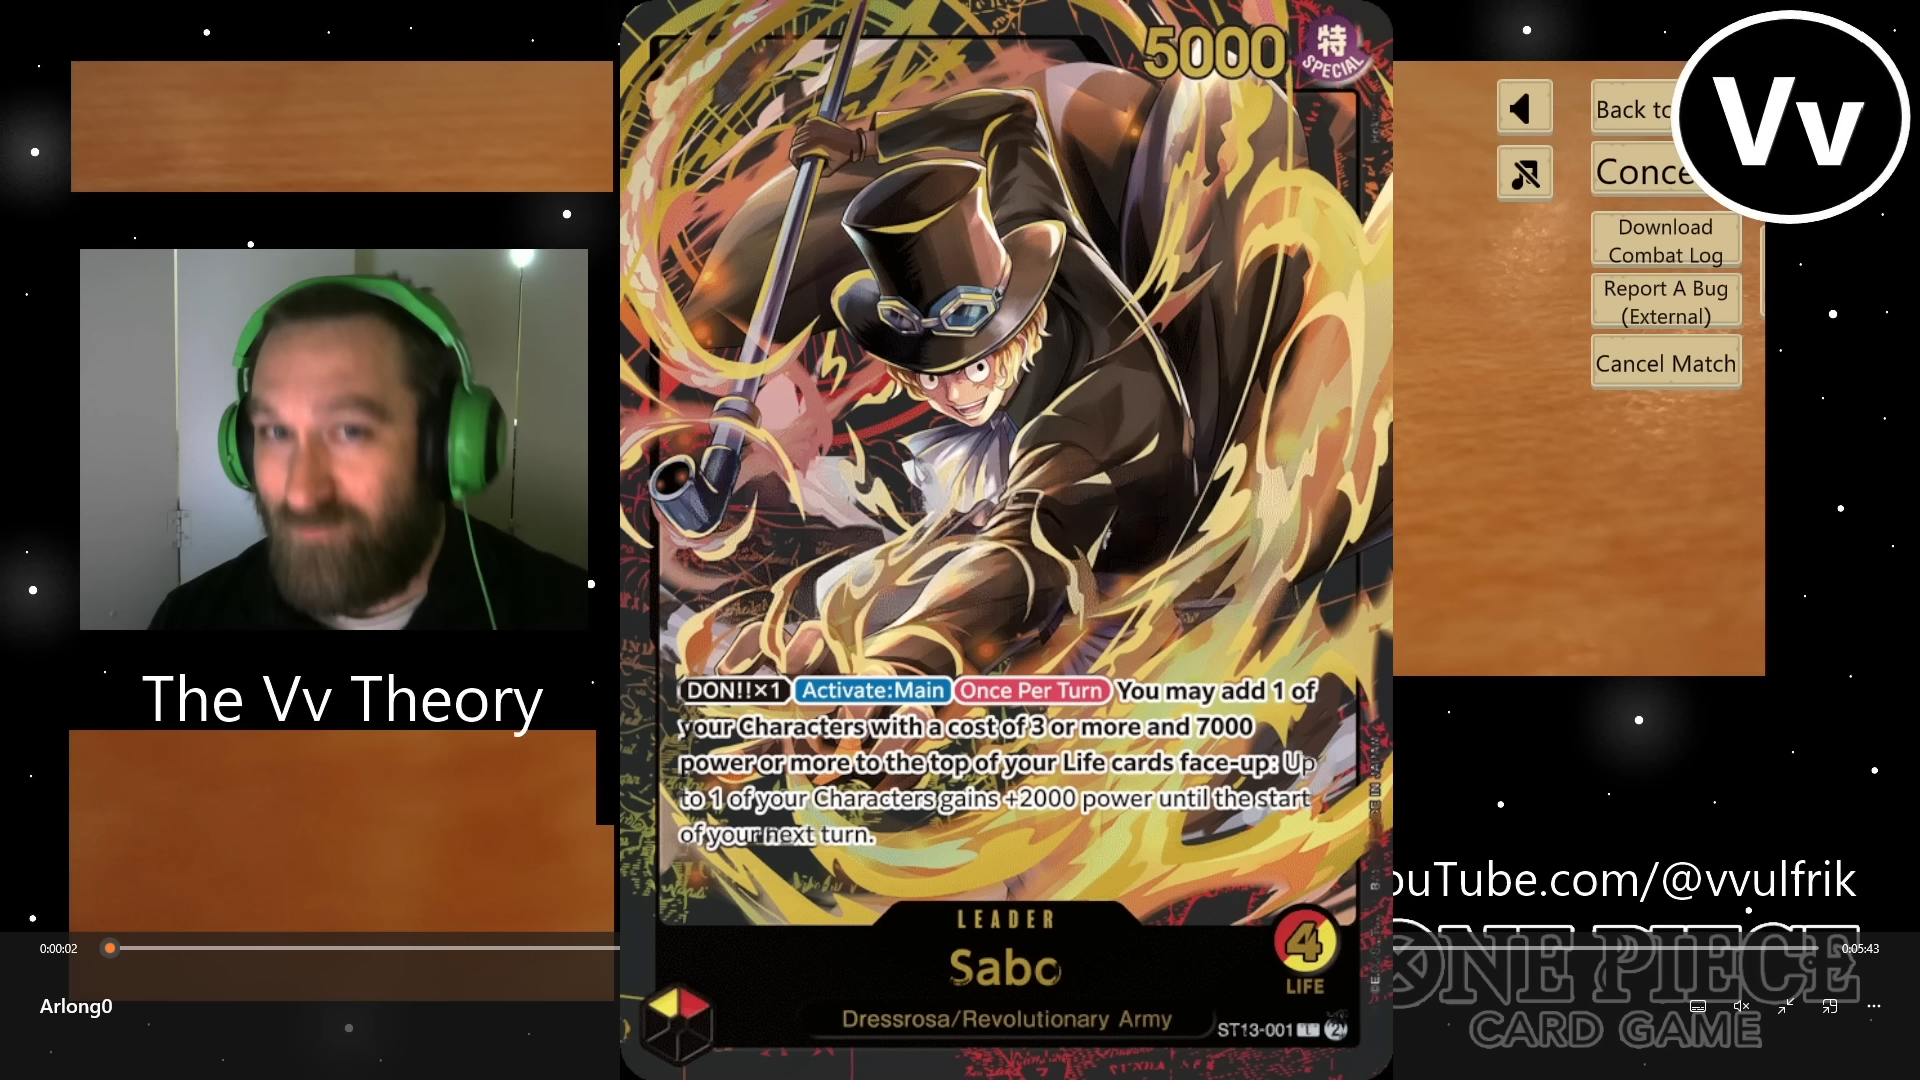 5000
特
SPECIAL
Vv
Back to
Conce
Download
Combat Log
Report A Bug
(External)
Cancel Match
The Vv Theory
DON!!×1 Activate:Main Once Per Turn You may add 1 of
your Characters with a cost of 3 or more and 7000
power or more to the top of your Life cards face-up: Up
to 1 of your Characters gains +2000 power until the start
of your next turn.
LEADER
Sabo
4
LIFE
Dressrosa/Revolutionary Army
ST13-001 L
ouTube.com/@vvulfrik
0:00:02
0:05:43
Arlong0
ONE PIECE
CARD GAME